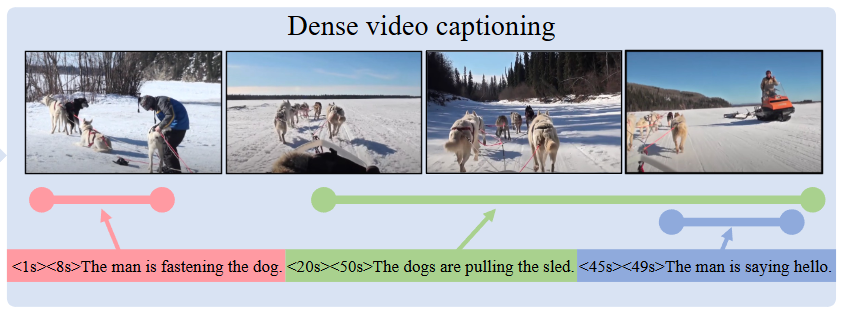 Dense video captioning
<1s><8s>The man is fastening the dog.
<20s><50s>The dogs are pulling the sled.
<45s><49s>The man is saying hello.